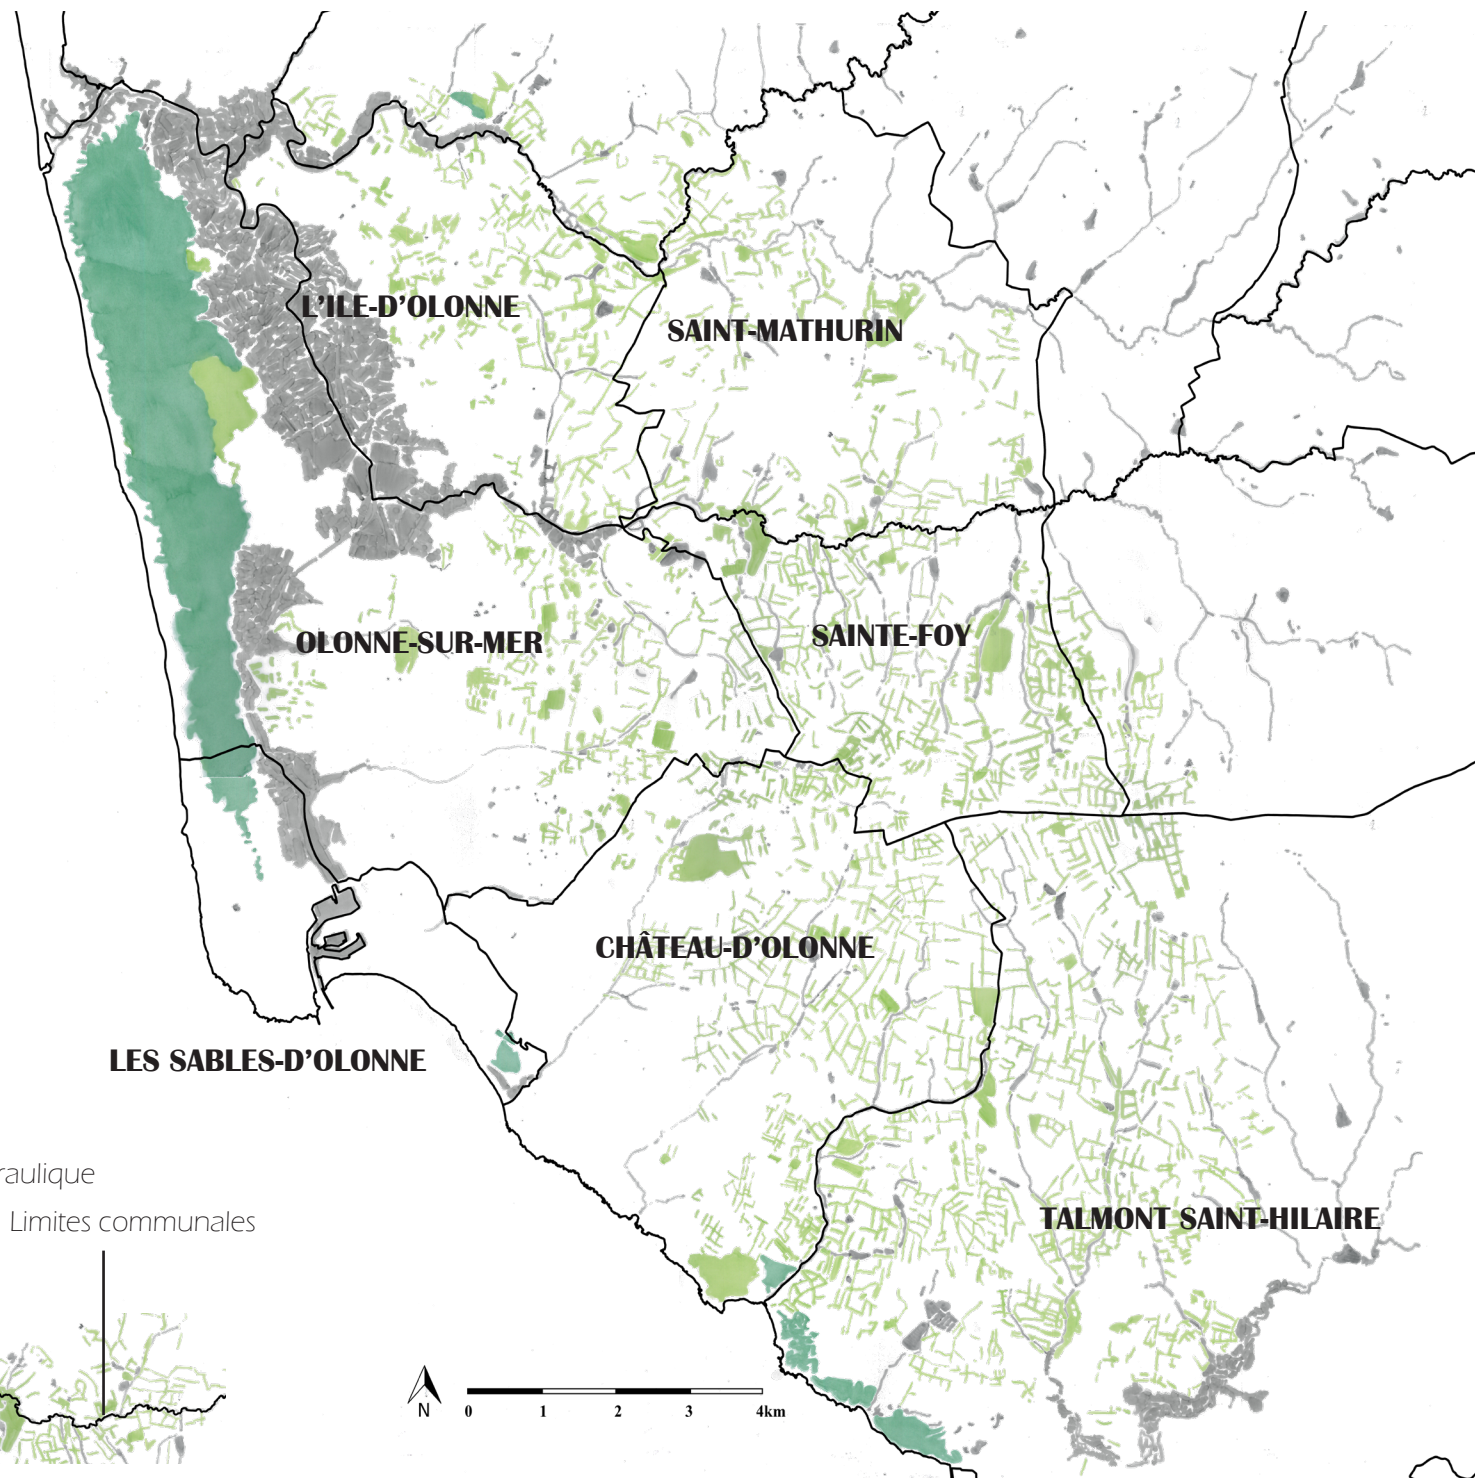 L'ILE-D'OLONNE
SAINT-MATHURIN
OLONNE-SUR-MER
SAINTE-FOY
CHÂTEAU-D'OLONNE
LES SABLES-D'OLONNE
raulique
Limites communales
TALMONT SAINT-HILAIRE
N
0 1 2 3 4km